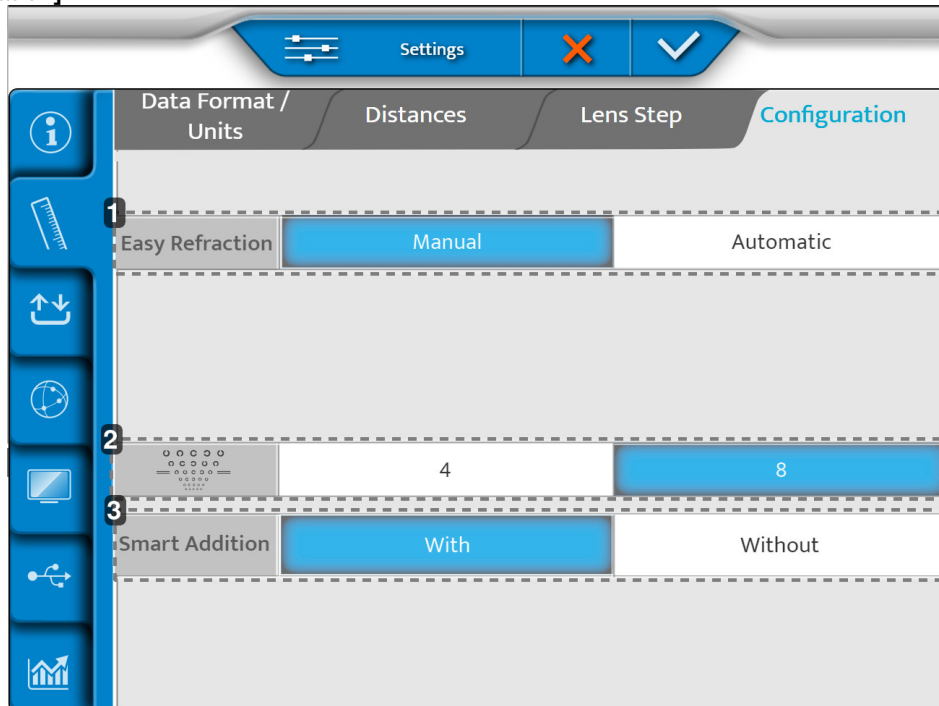 Settings
Data Format /
Units
Distances
Lens Step
Configuration
1
Easy Refraction
Manual
Automatic
2
4
8
3
Smart Addition
With
Without